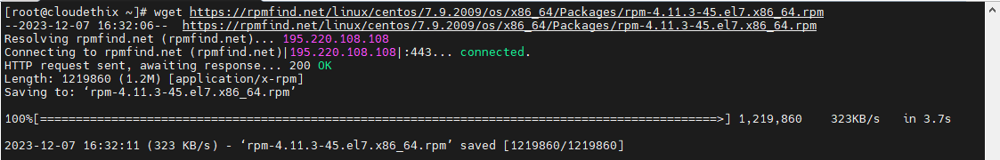 [root@cloudethix ~]# wget https://rpmfind.net/linux/centos/7.9.2009/os/x86_64/Packages/rpm-4.11.3-45.el7.x86_64.rpm
--2023-12-07 16:32:06--  https://rpmfind.net/linux/centos/7.9.2009/os/x86_64/Packages/rpm-4.11.3-45.el7.x86_64.rpm
Resolving rpmfind.net (rpmfind.net)... 195.220.108.108
Connecting to rpmfind.net (rpmfind.net)|195.220.108.108|:443... connected.
HTTP request sent, awaiting response... 200 OK
Length: 1219860 (1.2M) [application/x-rpm]
Saving to: ‘rpm-4.11.3-45.el7.x86_64.rpm’
100%[================================================================================================>] 1,219,860    323KB/s   in 3.7s
2023-12-07 16:32:11 (323 KB/s) - ‘rpm-4.11.3-45.el7.x86_64.rpm’ saved [1219860/1219860]